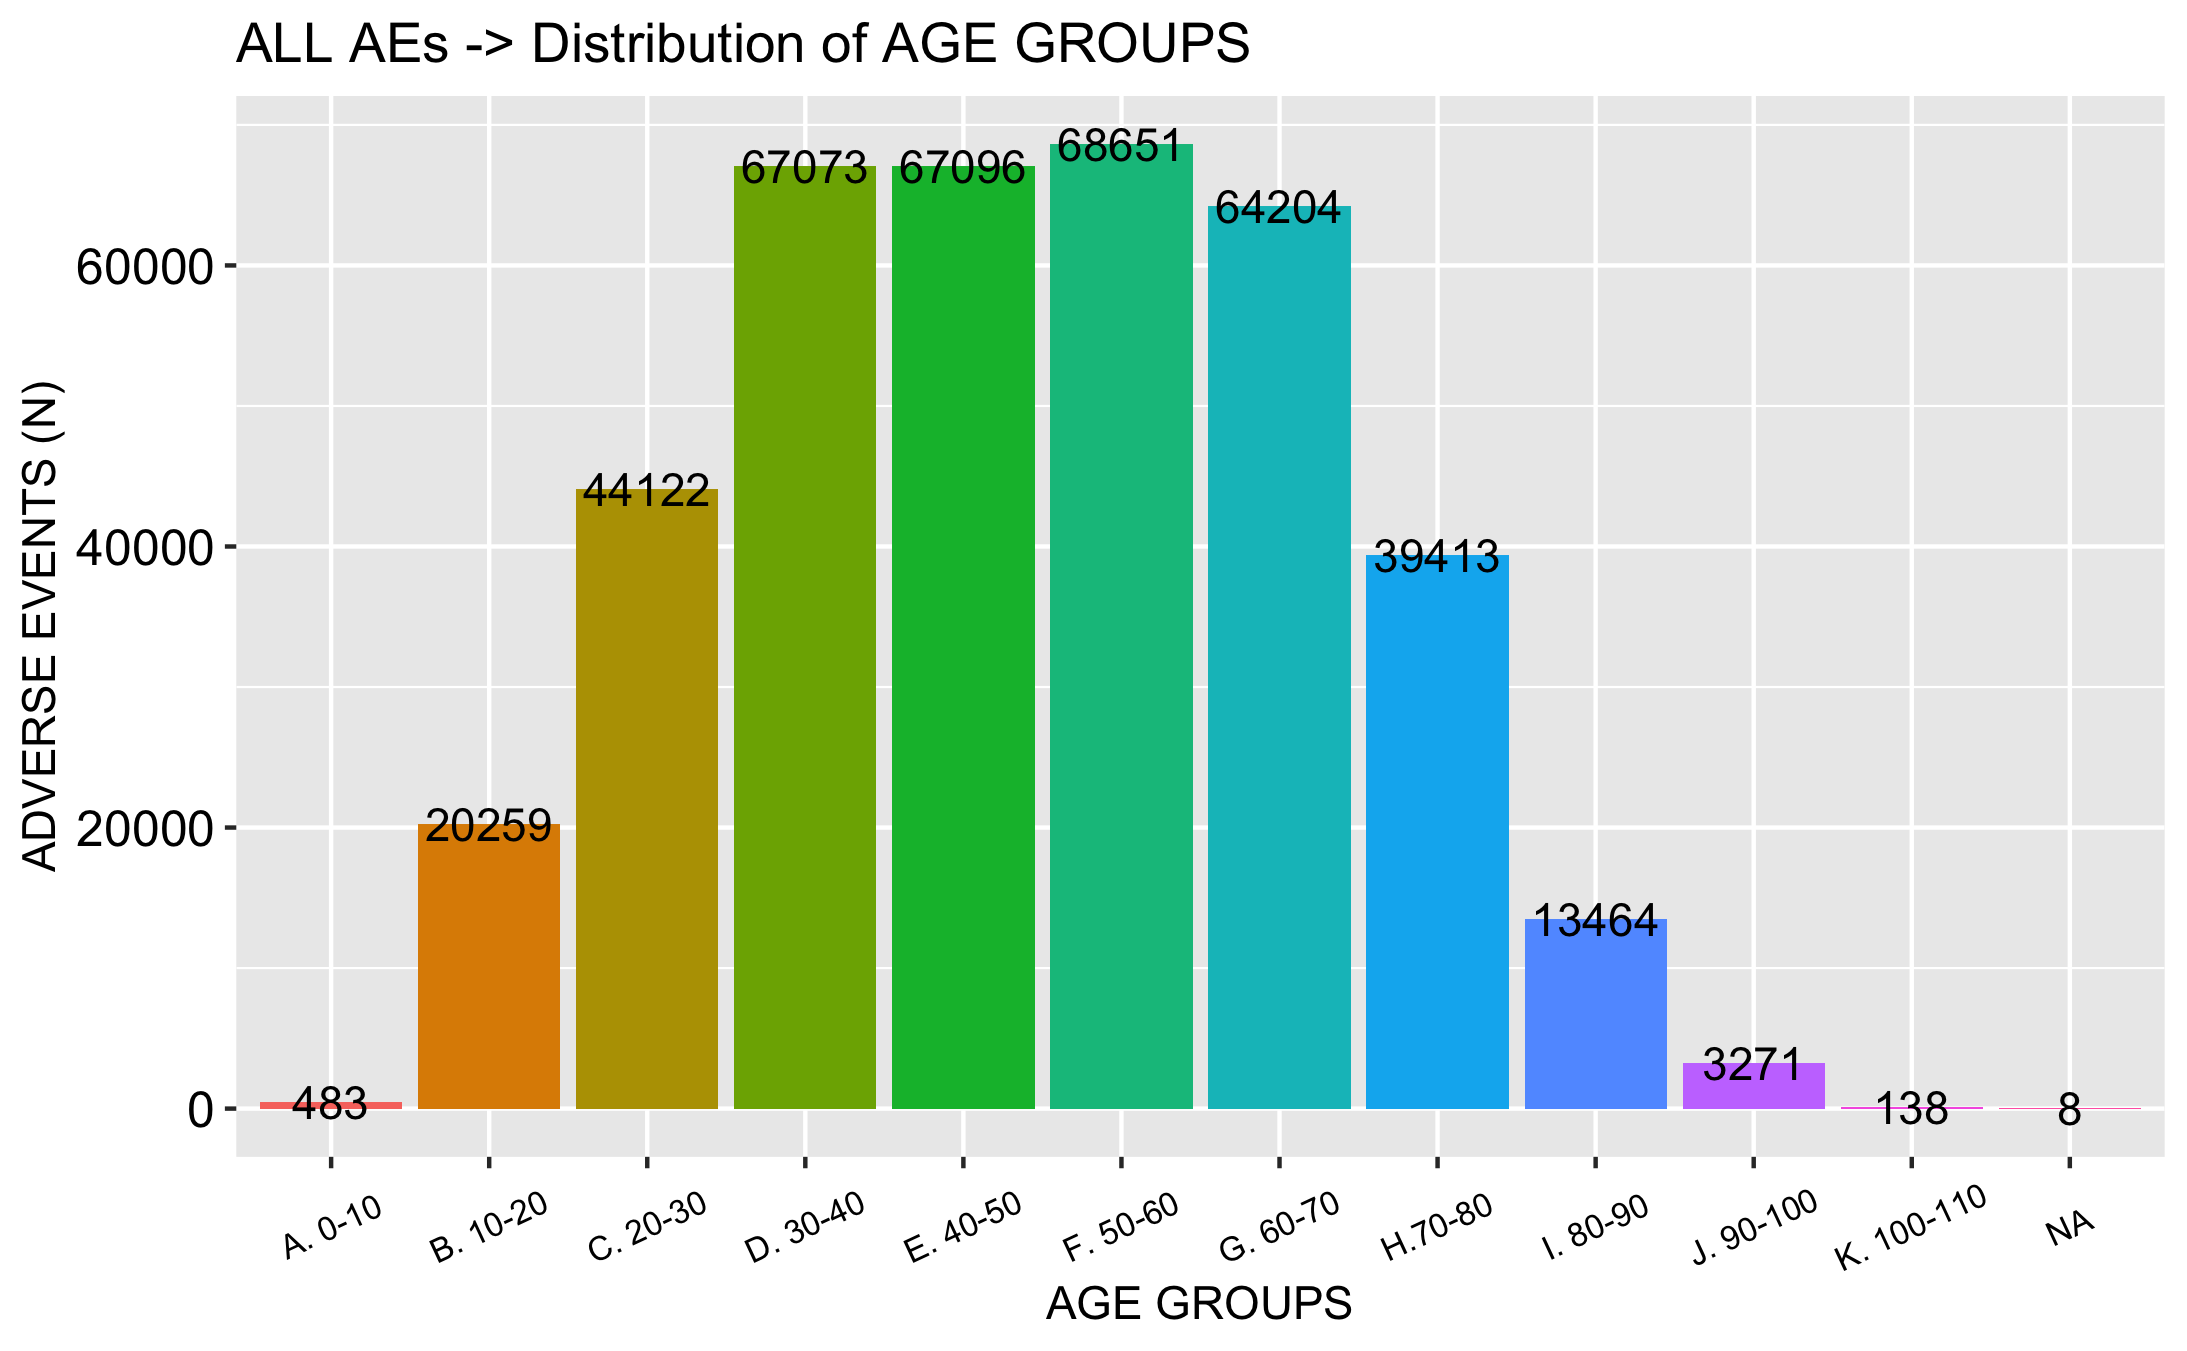 ALL AEs -> Distribution of AGE GROUPS
ADVERSE EVENTS (N)
60000
40000
20000
0
483
20259
44122
67073
67096
68651
64204
39413
13464
3271
138
8
A. 0-10
B. 10-20
C. 20-30
D. 30-40
E. 40-50
F. 50-60
G. 60-70
H.70-80
I. 80-90
J. 90-100
K. 100-110
NA
AGE GROUPS